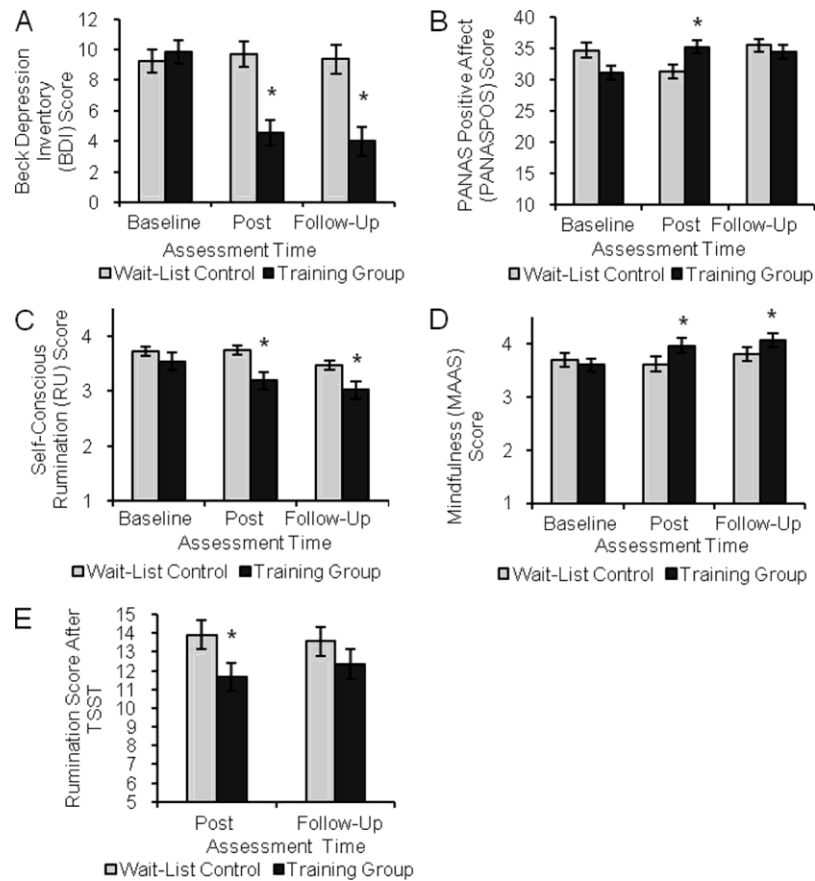 A
Beck Depression
Inventory
(BDI) Score
12
10
8
6
4
2
0
*
*
Baseline
Post
Follow-Up
Assessment Time
Wait-List Control
Training Group
B
PANAS Positive Affect
(PANASPOS) Score
40
35
30
25
20
15
10
*
Baseline
Post
Follow-Up
Assessment Time
Wait-List Control
Training Group
C
Self-Conscious
Rumination (RU) Score
4
3
2
1
*
*
Baseline
Post
Follow-Up
Assessment Time
Wait-List Control
Training Group
D
Mindfulness (MAAS)
Score
4
3
2
1
*
*
Baseline
Post
Follow-Up
Assessment Time
Wait-List Control
Training Group
E
Rumination Score After
TSST
15
14
13
12
11
10
9
8
7
6
5
*
Post
Follow-Up
Assessment Time
Wait-List Control
Training Group